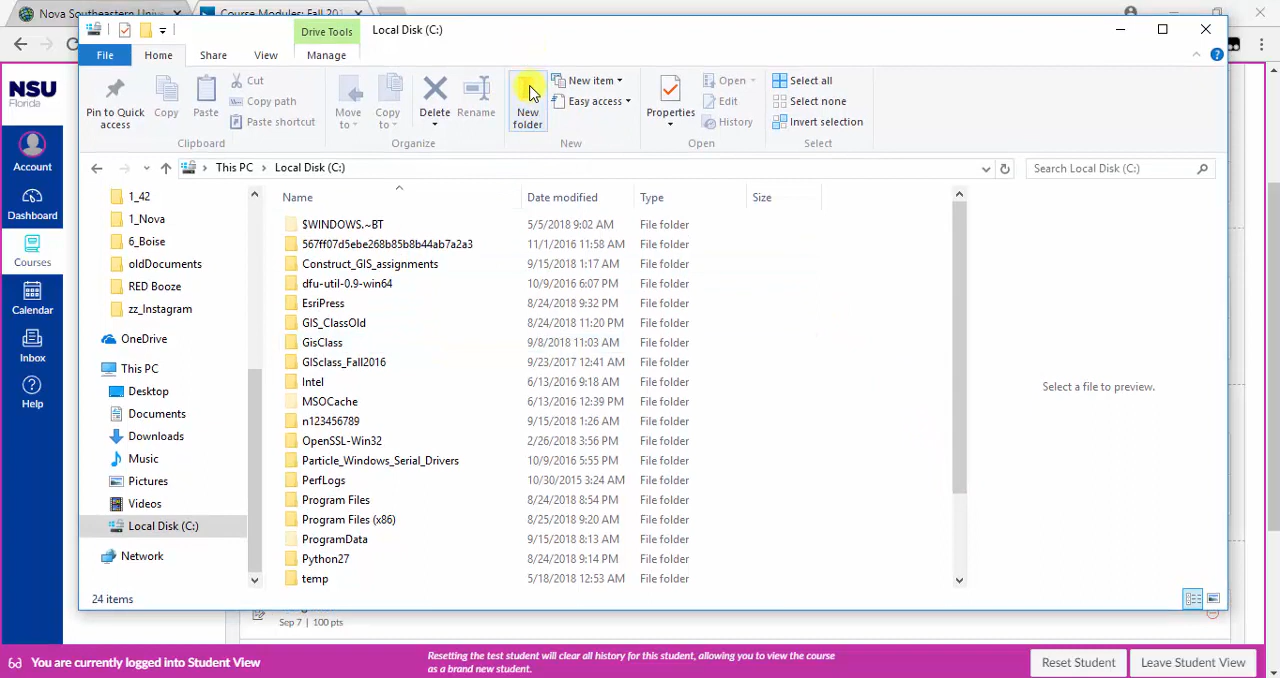 Nova Southeastern Univer
Course Modules: Fall 201
Drive Tools
Local Disk (C:)
File
Home
Share
View
Manage
Pin to Quick access
Copy
Paste
Cut
Copy path
Paste shortcut
Clipboard
Move to
Copy to
Delete
Rename
Organize
New folder
New item
Easy access
New
Properties
Open
Edit
History
Open
Select all
Select none
Invert selection
Select
This PC > Local Disk (C:)
Search Local Disk (C:)
NSU
Florida
Account
Dashboard
Courses
Calendar
Inbox
Help
1_42
1_Nova
6_Boise
oldDocuments
RED Booze
zz_Instagram
OneDrive
This PC
Desktop
Documents
Downloads
Music
Pictures
Videos
Local Disk (C:)
Network
Name Date modified Type Size
$WINDOWS.~BT 5/5/2018 9:02 AM File folder
567ff07d5ebe268b85b8b44ab7a2a3 11/1/2016 11:58 AM File folder
Construct_GIS_assignments 9/15/2018 1:17 AM File folder
dfu-util-0.9-win64 10/9/2016 6:07 PM File folder
EsriPress 8/24/2018 9:32 PM File folder
GIS_ClassOld 8/24/2018 11:20 PM File folder
GisClass 9/8/2018 11:03 AM File folder
GISclass_Fall2016 9/23/2017 12:41 AM File folder
Intel 6/13/2016 9:18 AM File folder
MSOCache 6/13/2016 12:39 PM File folder
n123456789 9/15/2018 1:26 AM File folder
OpenSSL-Win32 2/26/2018 3:56 PM File folder
Particle_Windows_Serial_Drivers 10/9/2016 5:55 PM File folder
PerfLogs 10/30/2015 3:24 AM File folder
Program Files 8/24/2018 8:54 PM File folder
Program Files (x86) 8/25/2018 9:20 AM File folder
ProgramData 9/15/2018 8:13 AM File folder
Python27 8/24/2018 9:14 PM File folder
temp 5/18/2018 12:53 AM File folder
Select a file to preview.
24 items
Sep 7 | 100 pts
You are currently logged into Student View
Resetting the test student will clear all history for this student, allowing you to view the course
as a brand new student.
Reset Student
Leave Student View